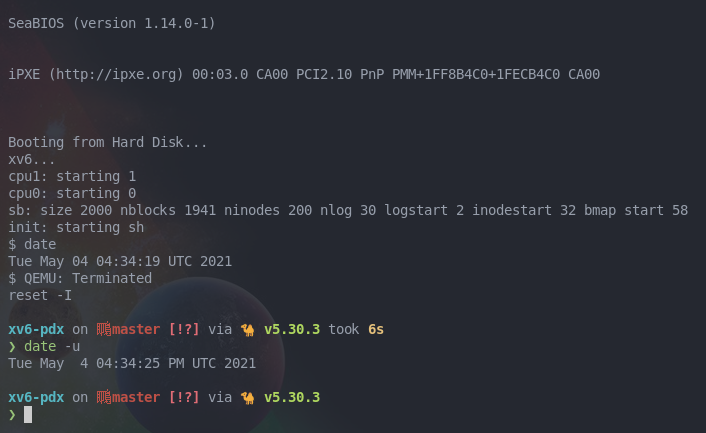 SeaBIOS (version 1.14.0-1)
iPXE (http://ipxe.org) 00:03.0 CA00 PCI2.10 PnP PMM+1FF8B4C0+1FECB4C0 CA00
Booting from Hard Disk...
xv6...
cpu1: starting 1
cpu0: starting 0
sb: size 2000 nblocks 1941 ninodes 200 nlog 30 logstart 2 inodestart 32 bmap start 58
init: starting sh
$ date
Tue May 04 04:34:19 UTC 2021
$ QEMU: Terminated
reset -I
xv6-pdx on master [!?] via 🐪 v5.30.3 took 6s
❯ date -u
Tue May  4 04:34:25 PM UTC 2021
xv6-pdx on master [!?] via 🐪 v5.30.3
❯